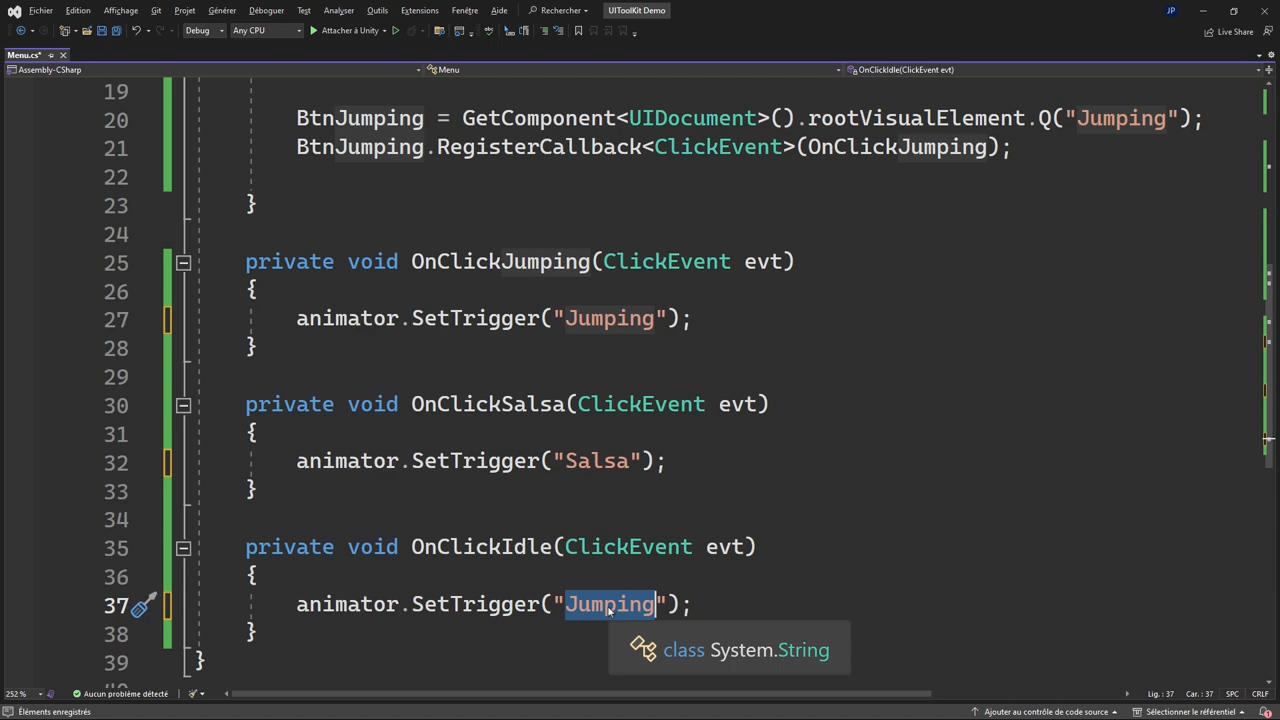 Fichier Edition Affichage Git Projet Générer Déboguer Test Analyser Outils Extensions Fenêtre Aide Rechercher UIToolKit Demo JP
Debug Any CPU Attacher à Unity Live Share
Menu.cs*
Assembly-CSharp Menu OnClickIdle(ClickEvent evt)
19
20 BtnJumping = GetComponent<UIDocument>().rootVisualElement.Q("Jumping");
21 BtnJumping.RegisterCallback<ClickEvent>(OnClickJumping);
22
23 }
24
25 private void OnClickJumping(ClickEvent evt)
26 {
27 animator.SetTrigger("Jumping");
28 }
29
30 private void OnClickSalsa(ClickEvent evt)
31 {
32 animator.SetTrigger("Salsa");
33 }
34
35 private void OnClickIdle(ClickEvent evt)
36 {
37 animator.SetTrigger("Jumping");
38 }
class System.String
39 }
252 % Aucun problème détecté Lig. : 37 Car. : 37 SPC CRLF
Éléments enregistrés Ajouter au contrôle de code source Sélectionner le référentiel